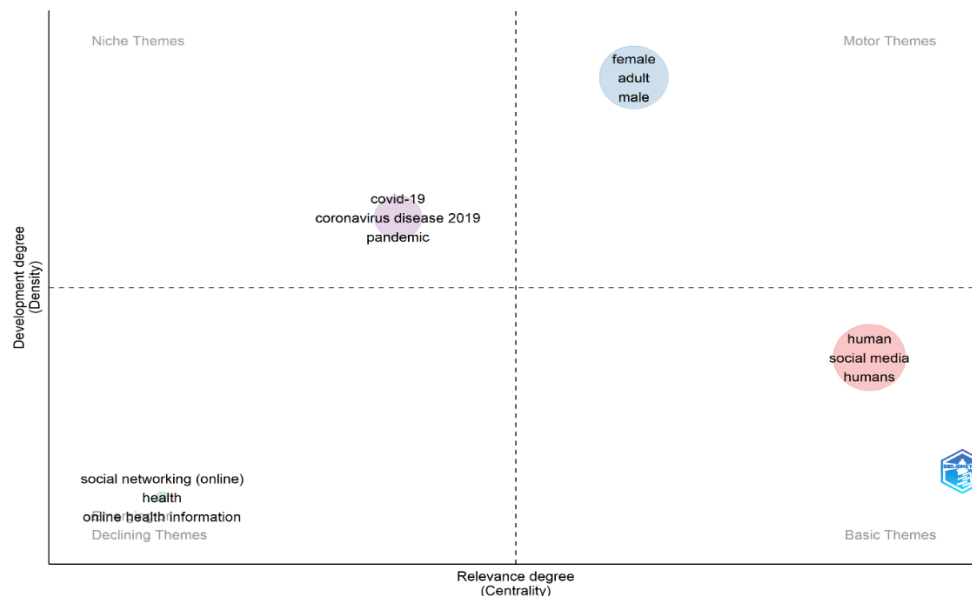 Niche Themes
Motor Themes
female
adult
male
covid-19
coronavirus disease 2019
pandemic
Development degree
(Density)
human
social media
humans
social networking (online)
health
online health information
Declining Themes
Basic Themes
Relevance degree
(Centrality)